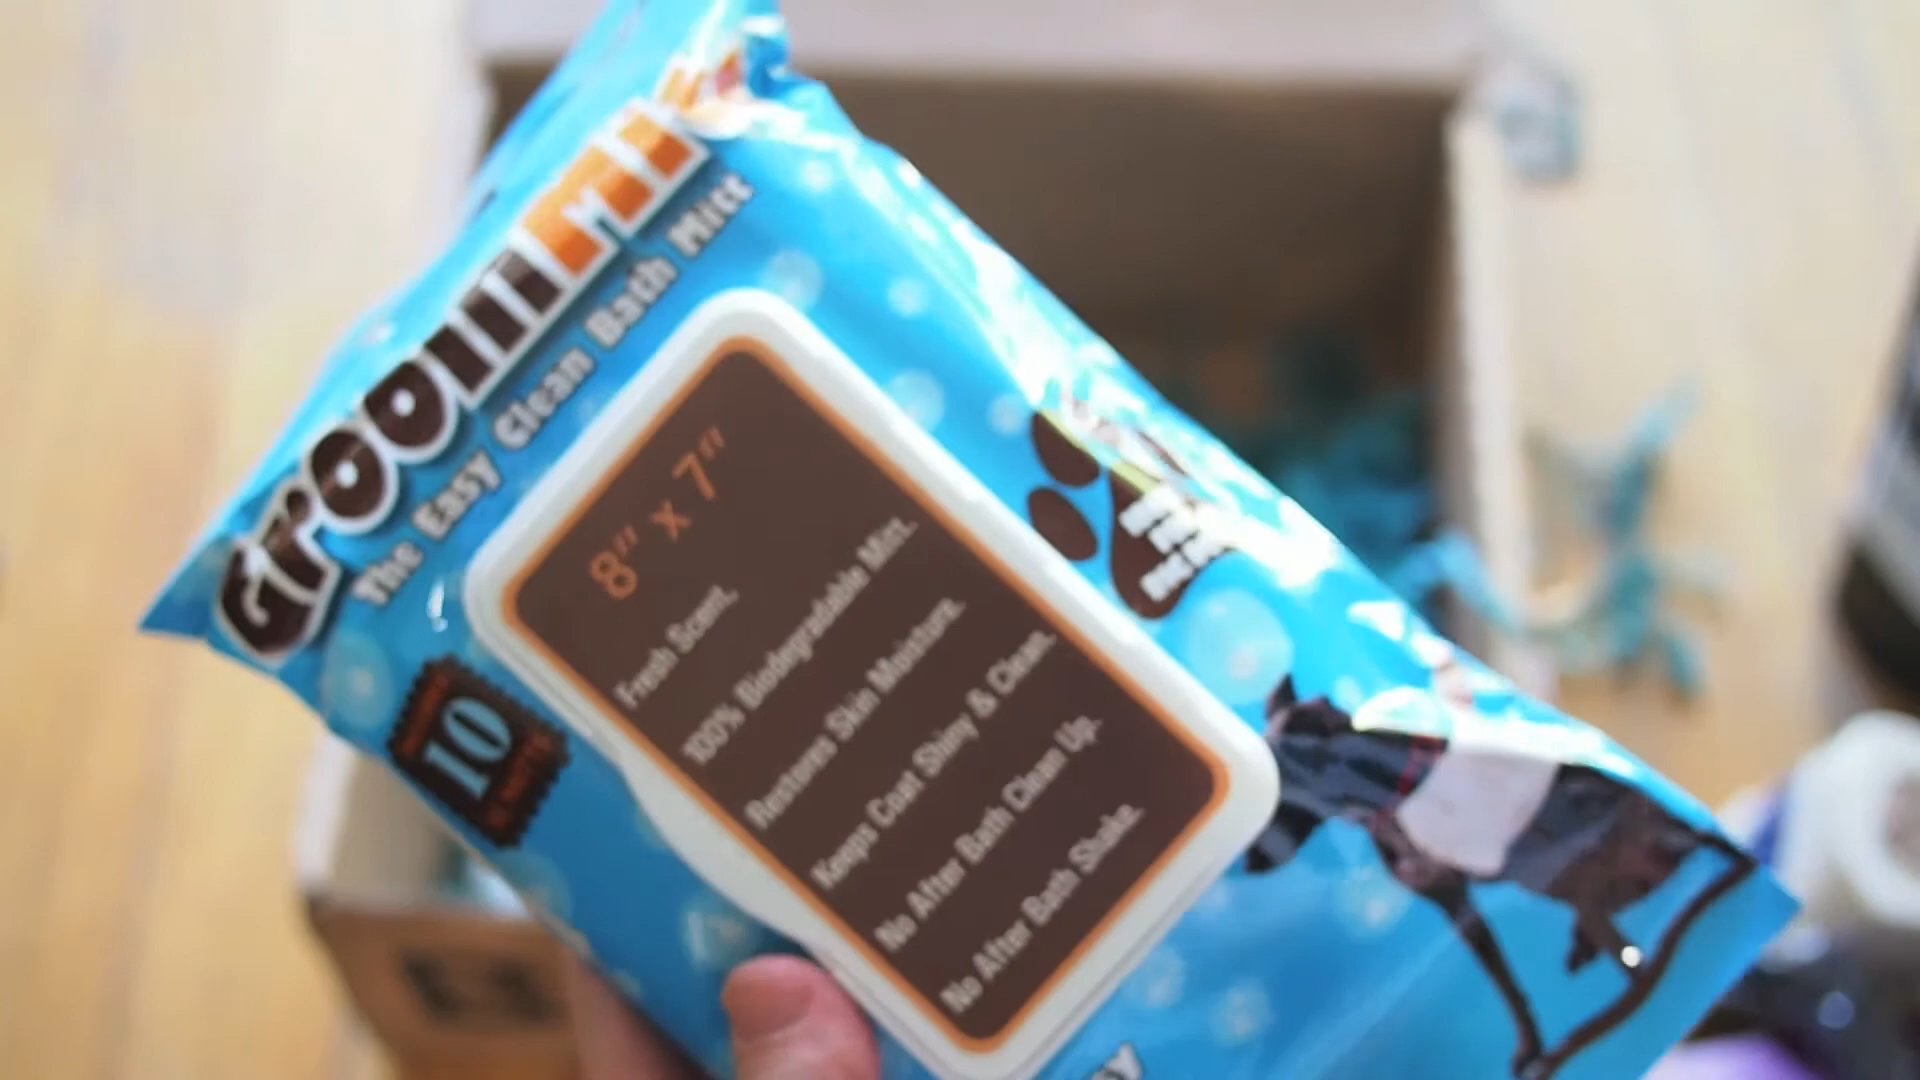 Groomi
The Easy Clean Bath Mitt
8" x 7"
Fresh Scent.
100% Biodegradable Mitt.
Restores Skin Moisture.
Keeps Coat Shiny & Clean.
No After Bath Clean Up.
No After Bath Shake.
10